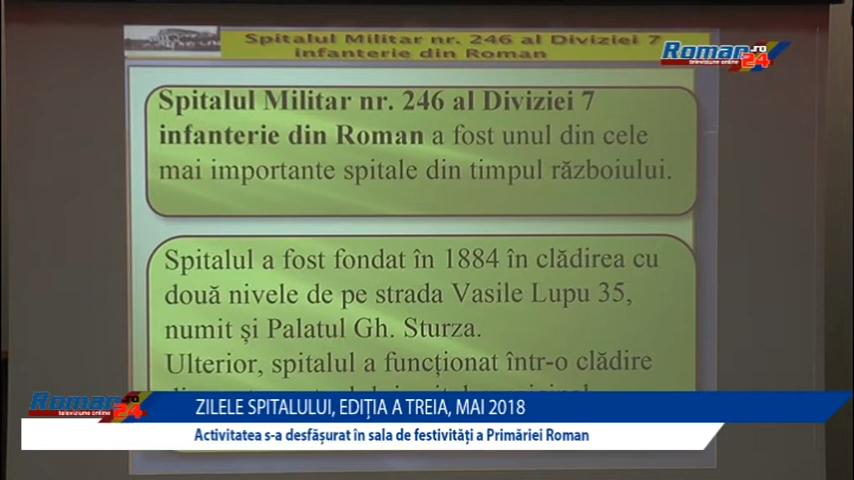 Spitalul Militar nr. 246 al Diviziei 7
infanterie din Roman
Roman24.ro
televiziune online
Spitalul Militar nr. 246 al Diviziei 7
infanterie din Roman a fost unul din cele
mai importante spitale din timpul războiului.
Spitalul a fost fondat în 1884 în clădirea cu
două nivele de pe strada Vasile Lupu 35,
numit și Palatul Gh. Sturza.
Ulterior, spitalul a funcționat într-o clădire
Roman24.ro
televiziune online
ZILELE SPITALULUI, EDIȚIA A TREIA, MAI 2018
Activitatea s-a desfășurat în sala de festivități a Primăriei Roman